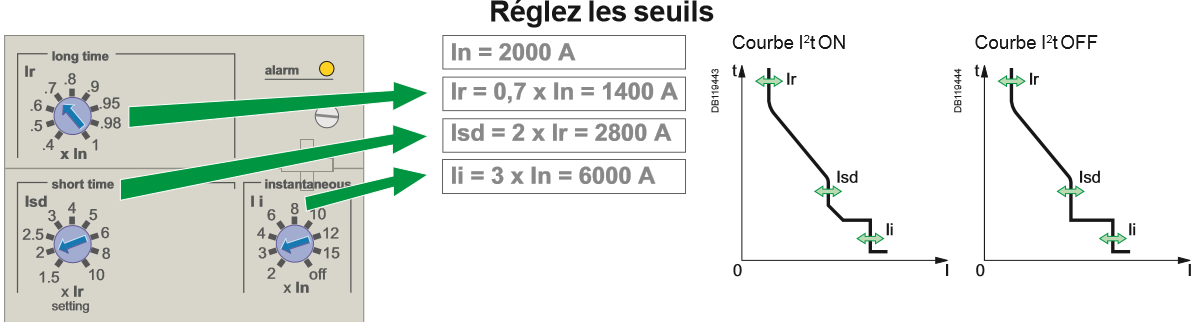 Réglez les seuils
long time
Ir
.4
.5
.6
.7
.8
.9
.95
.98
1
x In
alarm
short time
Isd
1.5
2
2.5
3
4
5
6
8
10
x Ir
setting
instantaneous
I i
2
3
4
6
8
10
12
15
off
x In
In = 2000 A
Ir = 0,7 x In = 1400 A
Isd = 2 x Ir = 2800 A
Ii = 3 x In = 6000 A
Courbe I²t ON
DB119443
t
Ir
Isd
Ii
0
I
Courbe I²t OFF
DB119444
t
Ir
Isd
Ii
0
I